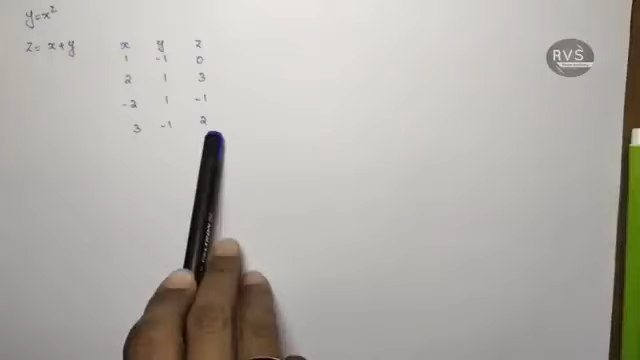 y=x²
z= x+y x y z
1 -1 0
2 1 3
-2 1 -1
3 -1 2
RVS